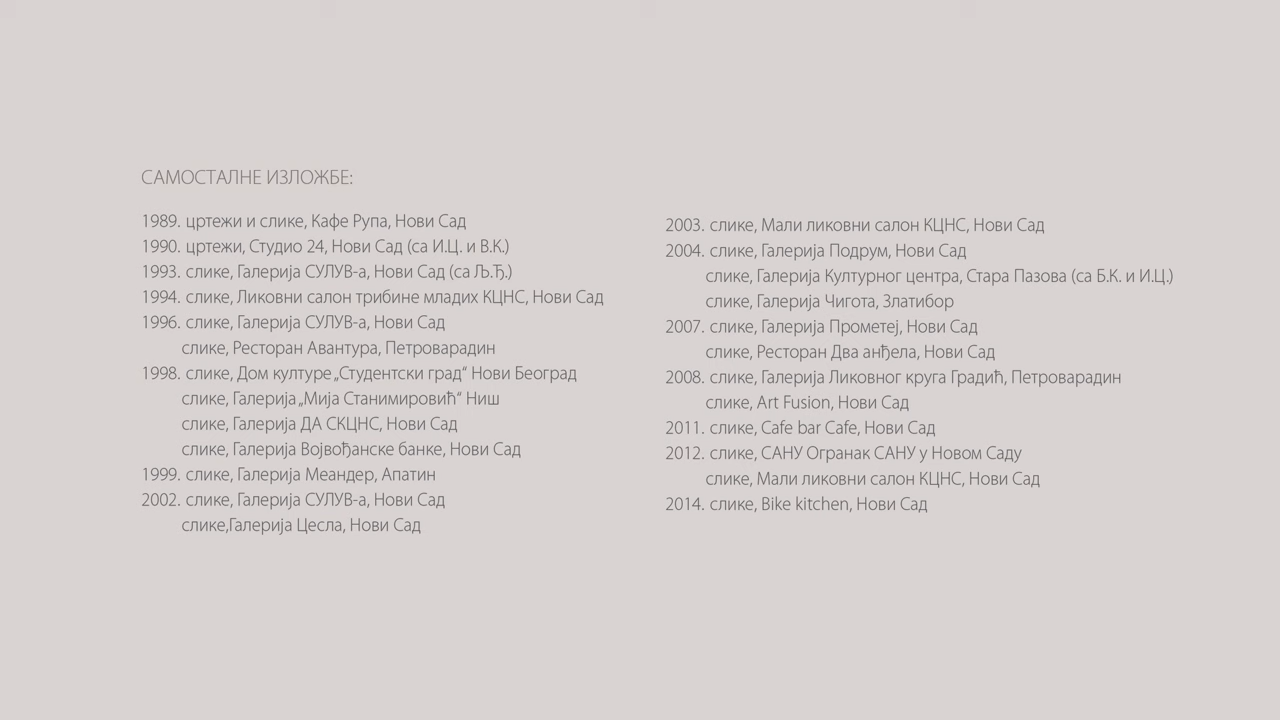 САМОСТАЛНЕ ИЗЛОЖБЕ:
1989. цртежи и слике, Кафе Рупа, Нови Сад
1990. цртежи, Студио 24, Нови Сад (са И.Ц. и В.К.)
1993. слике, Галерија СУЛУВ-а, Нови Сад (са Љ.Ђ.)
1994. слике, Ликовни салон трибине младих КЦНС, Нови Сад
1996. слике, Галерија СУЛУВ-а, Нови Сад
слике, Ресторан Авантура, Петроварадин
1998. слике, Дом културе „Студентски град“ Нови Београд
слике, Галерија „Мија Станимировић“ Ниш
слике, Галерија ДА СКЦНС, Нови Сад
слике, Галерија Војвођанске банке, Нови Сад
1999. слике, Галерија Меандер, Апатин
2002. слике, Галерија СУЛУВ-а, Нови Сад
слике,Галерија Цесла, Нови Сад
2003. слике, Мали ликовни салон КЦНС, Нови Сад
2004. слике, Галерија Подрум, Нови Сад
слике, Галерија Културног центра, Стара Пазова (са Б.К. и И.Ц.)
слике, Галерија Чигота, Златибор
2007. слике, Галерија Прометеј, Нови Сад
слике, Ресторан Два анђела, Нови Сад
2008. слике, Галерија Ликовног круга Градић, Петроварадин
слике, Art Fusion, Нови Сад
2011. слике, Cafe bar Cafe, Нови Сад
2012. слике, САНУ Огранак САНУ у Новом Саду
слике, Мали ликовни салон КЦНС, Нови Сад
2014. слике, Bike kitchen, Нови Сад